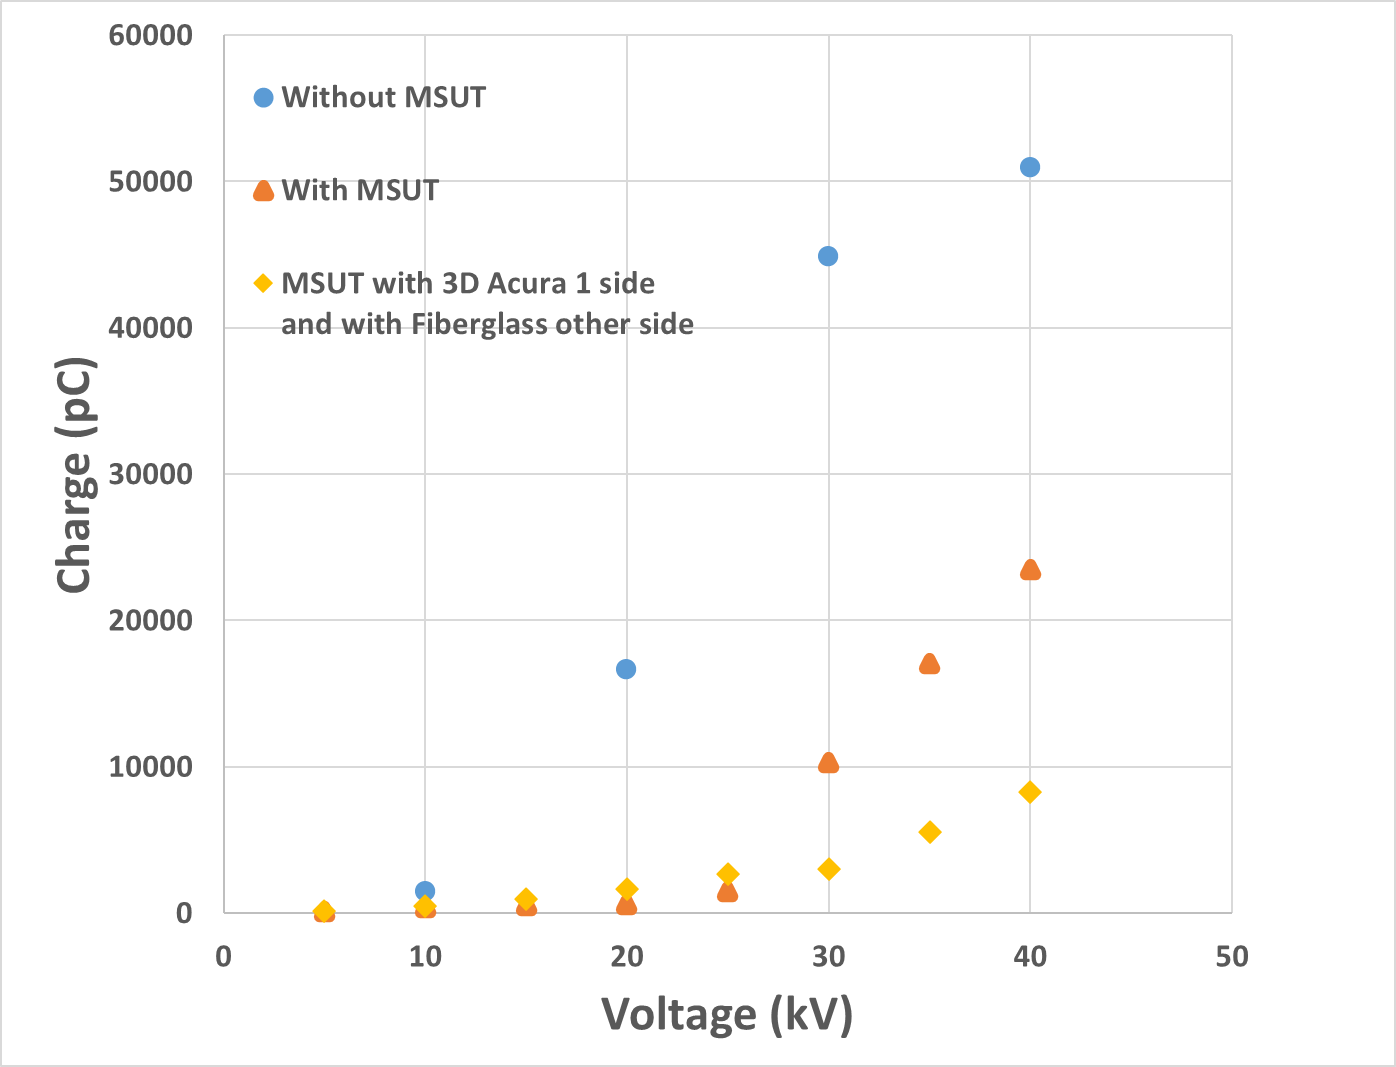 60000
50000
40000
30000
20000
10000
0
Charge (pC)
Without MSUT
With MSUT
MSUT with 3D Acura 1 side
and with Fiberglass other side
0 10 20 30 40 50
Voltage (kV)